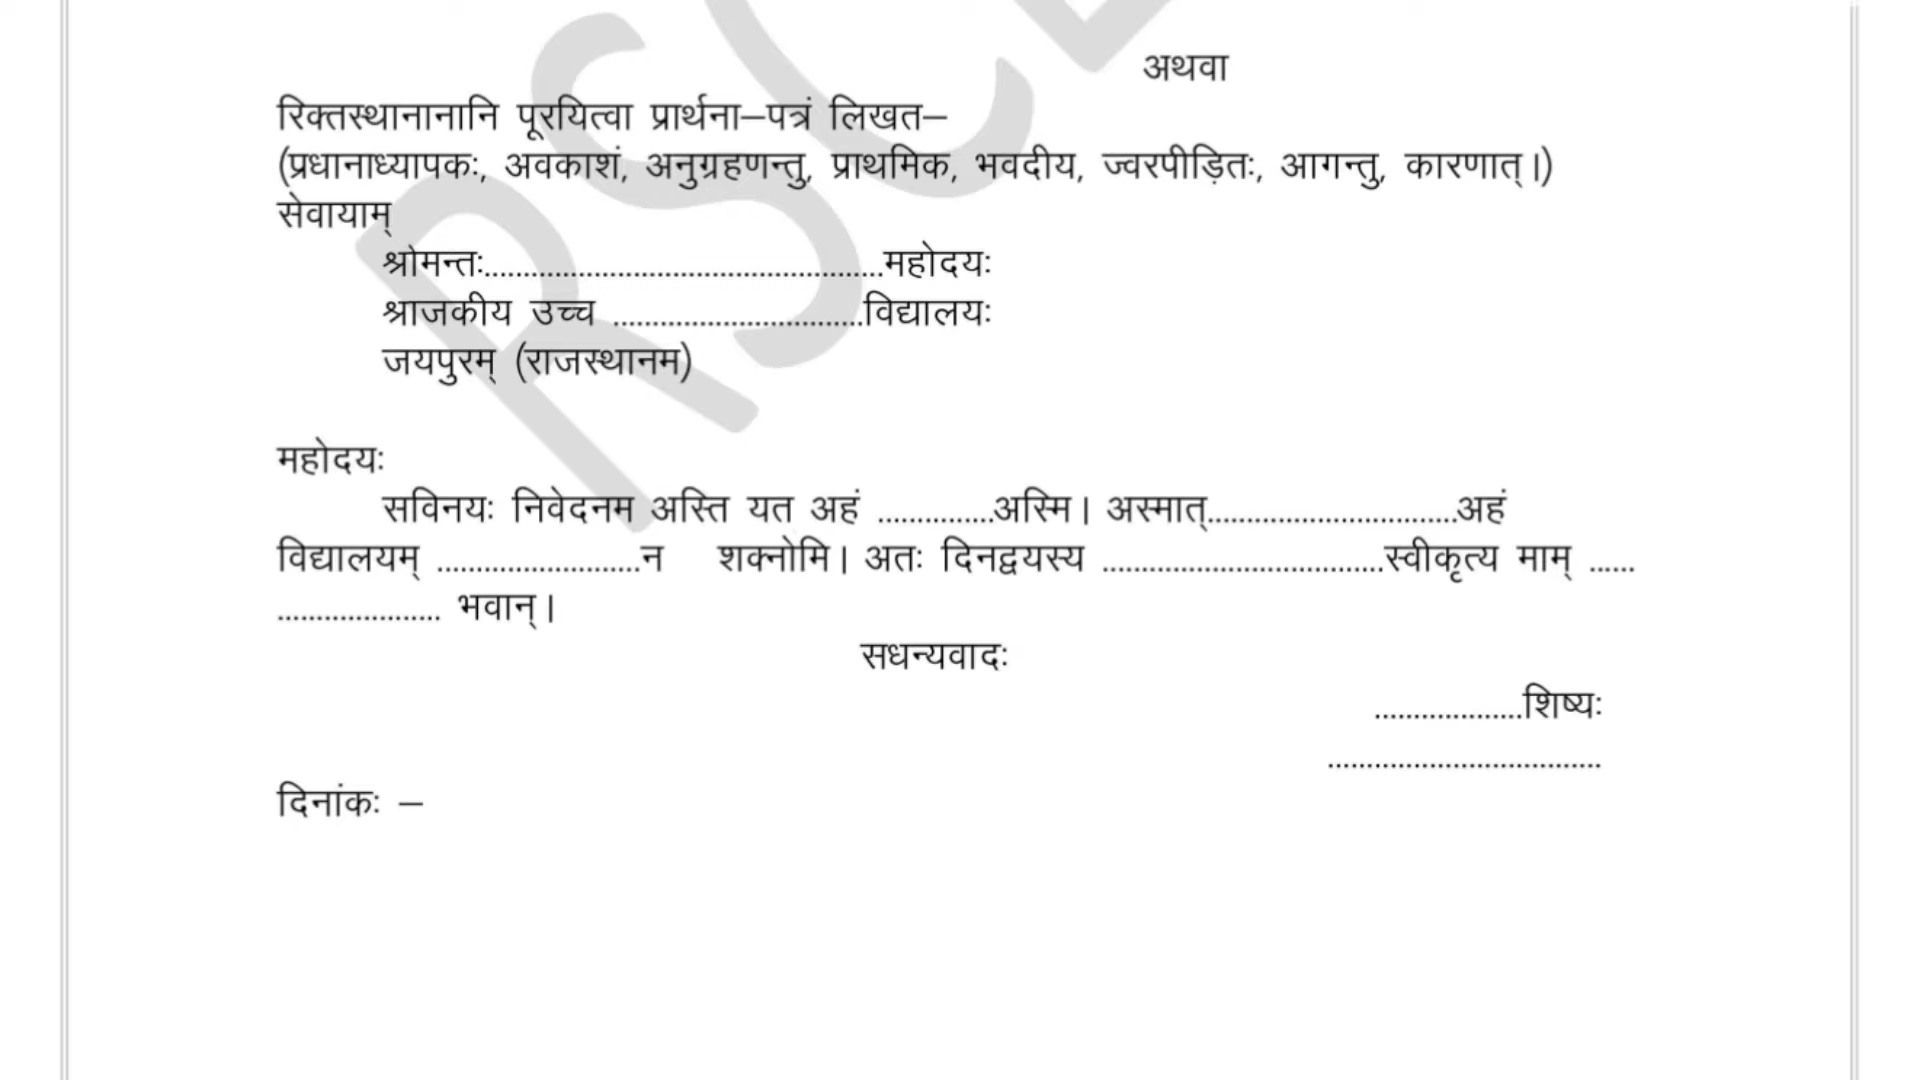 अथवा
रिक्तस्थानानानि पूरयित्वा प्रार्थना–पत्रं लिखत–
(प्रधानाध्यापकः, अवकाशं, अनुग्रहणन्तु, प्राथमिक, भवदीय, ज्वरपीड़ितः, आगन्तु, कारणात्।)
सेवायाम्
श्रोमन्तः....................................................महोदयः
श्राजकीय उच्च ................................विद्यालयः
जयपुरम् (राजस्थानम)
महोदयः
सविनयः निवेदनम अस्ति यत अहं ...............अस्मि। अस्मात्................................अहं
विद्यालयम् ..........................न शक्नोमि। अतः दिनद्वयस्य ....................................स्वीकृत्य माम् ......
..................... भवान्।
सधन्यवादः
...................शिष्यः
...................................
दिनांकः –